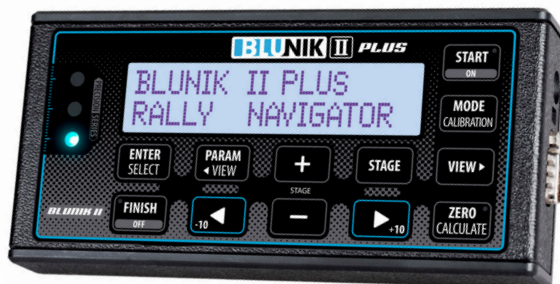 BLUNIK II PLUS
START
ON
BLUNIK II PLUS
RALLY NAVIGATOR
MODE
CALIBRATION
ENTER
SELECT
PARAM
◄ VIEW
+
STAGE
VIEW ►
STAGE
BLUNIK II
FINISH
OFF
-10 ◄
−
► +10
ZERO
CALCULATE